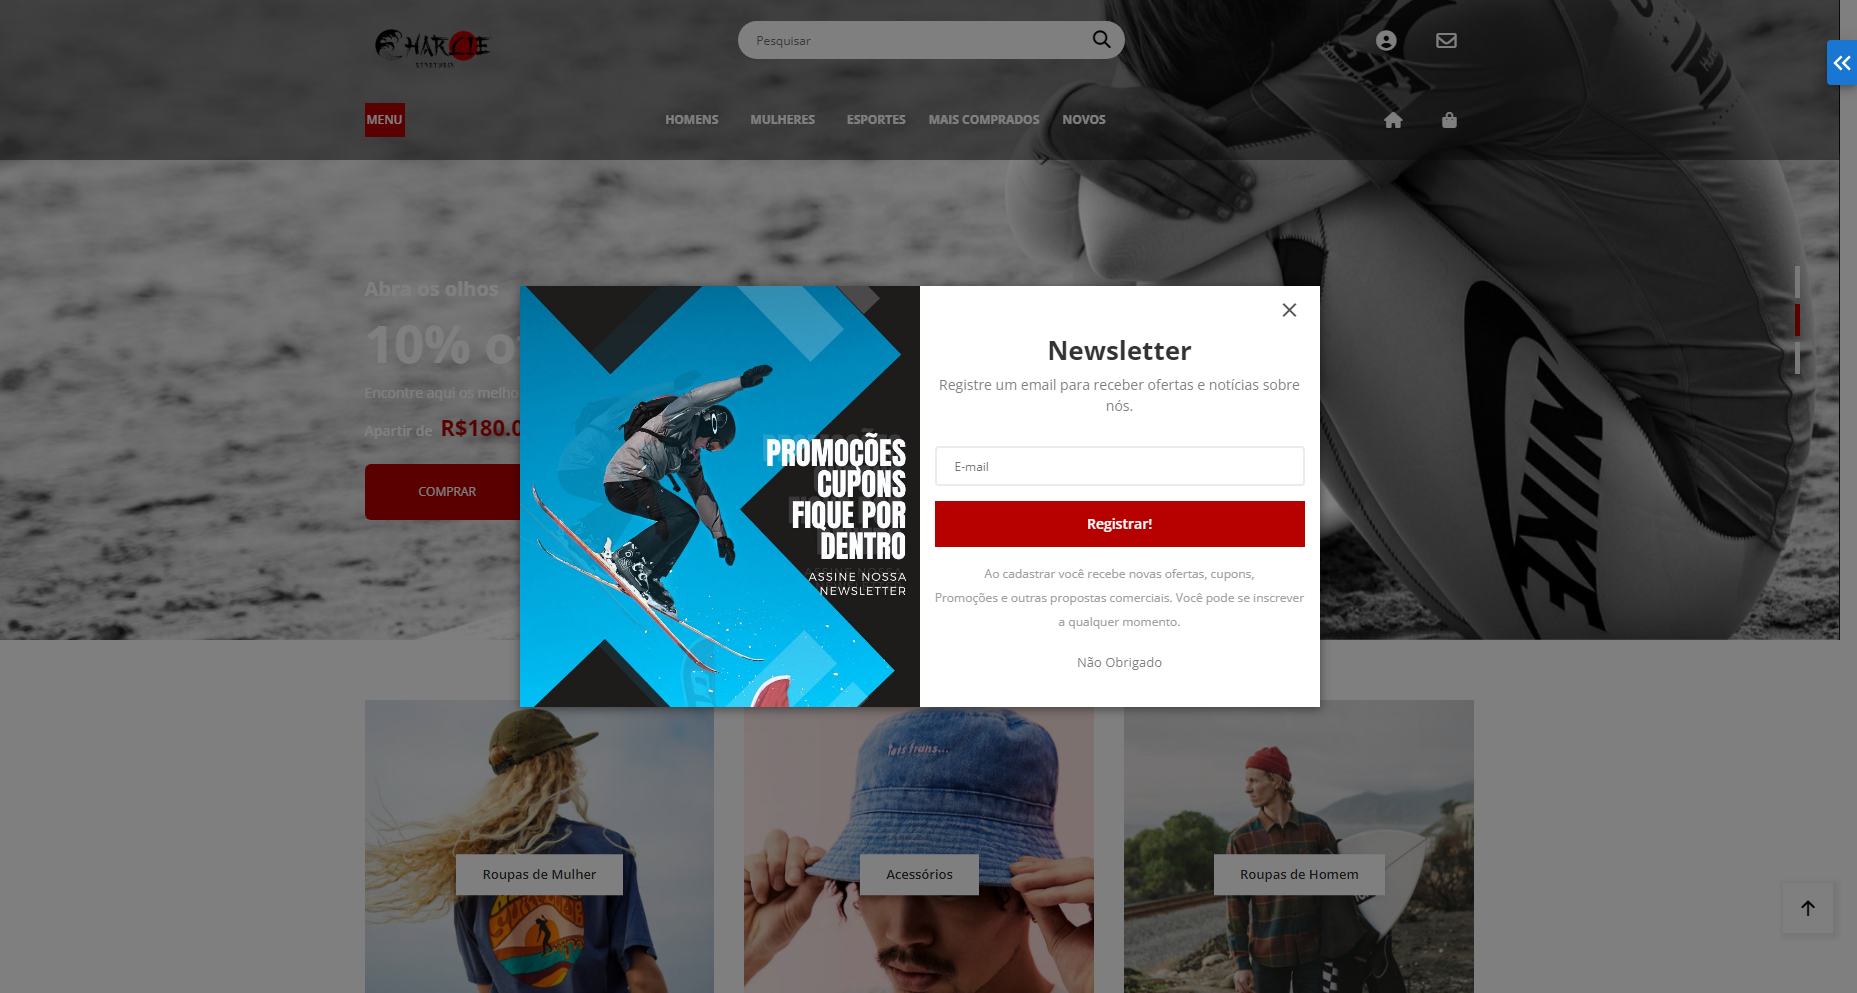 HARLIE
Pesquisar
MENU
HOMENS
MULHERES
ESPORTES
MAIS COMPRADOS
NOVOS
Abra os olhos
10% o
Encontre aqui os melho
Apartir de R$180.0
COMPRAR
NIKE
PROMOÇÕES
CUPONS
FIQUE POR
DENTRO
ASSINE NOSSA
NEWSLETTER
Newsletter
Registre um email para receber ofertas e notícias sobre
nós.
E-mail
Registrar!
Ao cadastrar você recebe novas ofertas, cupons,
Promoções e outras propostas comerciais. Você pode se inscrever
a qualquer momento.
Não Obrigado
Roupas de Mulher
Acessórios
Roupas de Homem